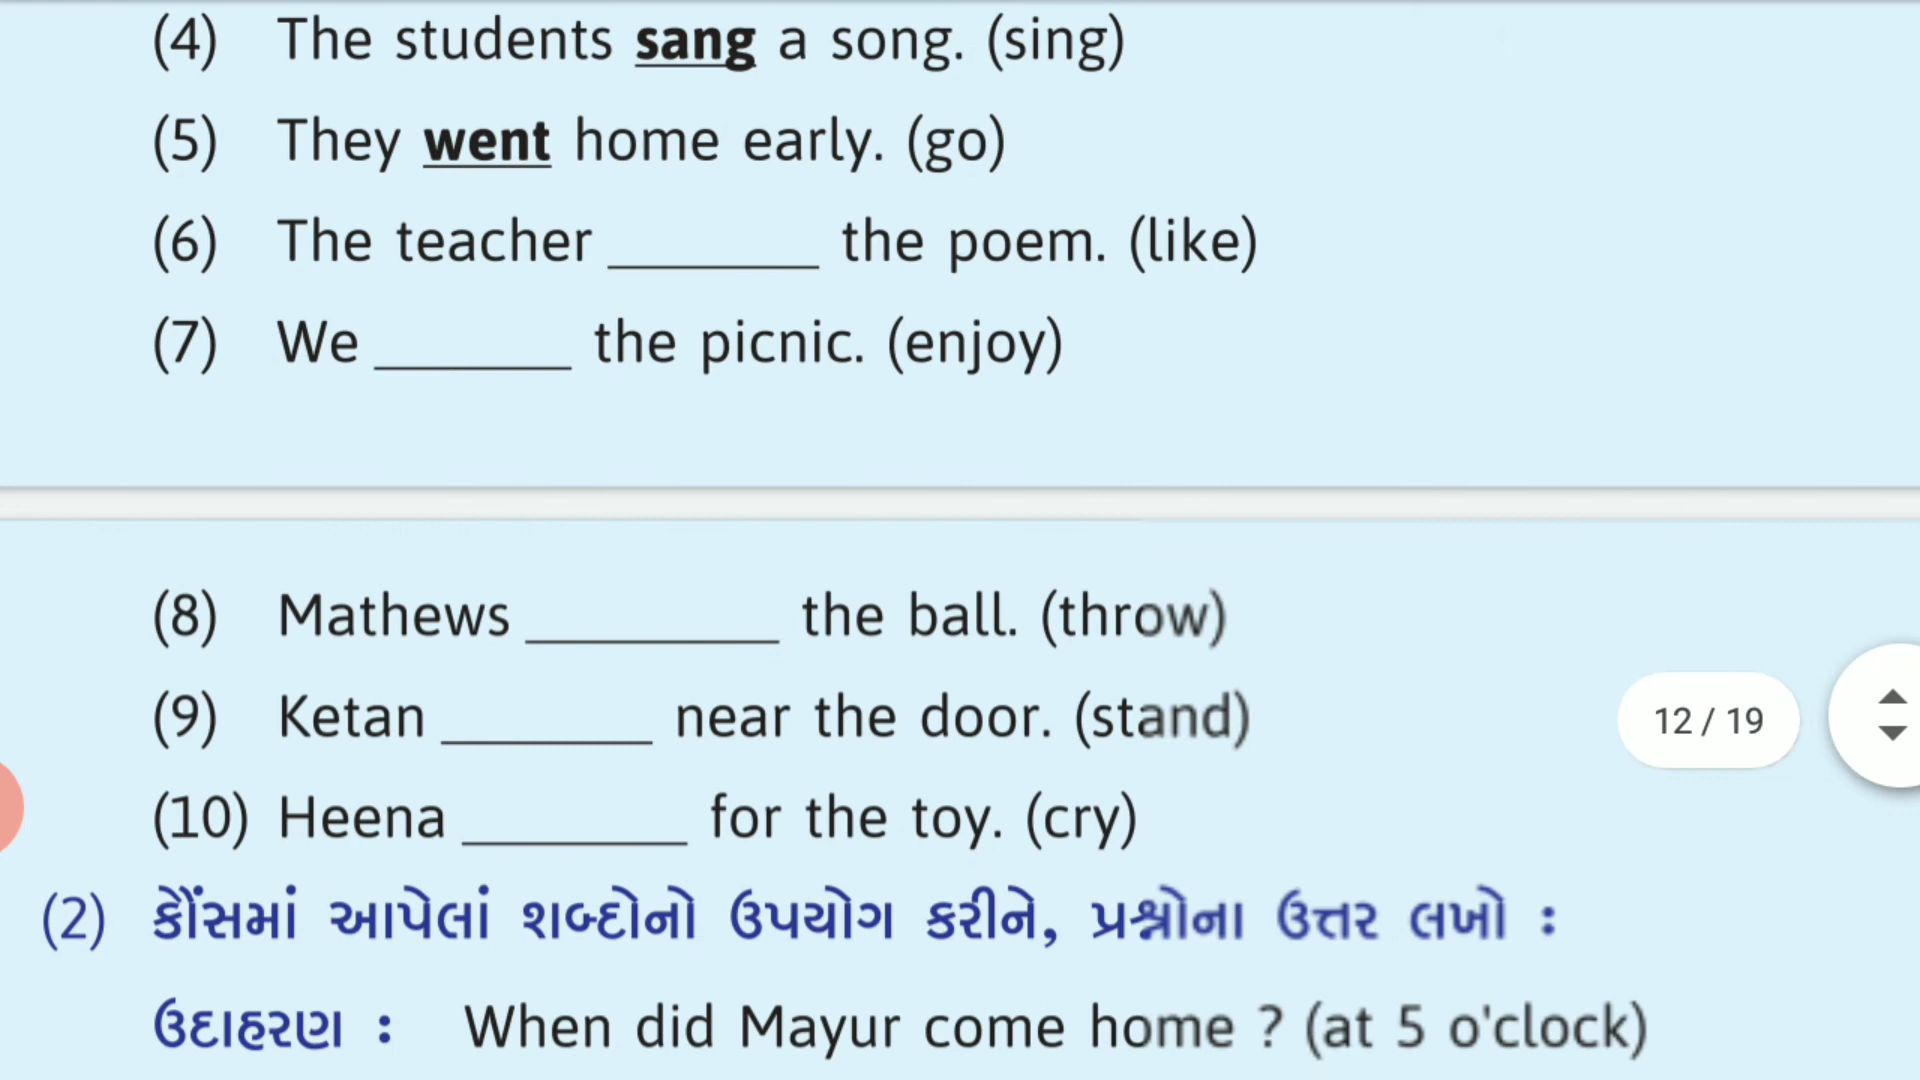 (4) The students sang a song. (sing)
(5) They went home early. (go)
(6) The teacher ________ the poem. (like)
(7) We ________ the picnic. (enjoy)
(8) Mathews __________ the ball. (throw)
(9) Ketan ________ near the door. (stand)
12 / 19
(10) Heena _________ for the toy. (cry)
(2) કૌંસમાં આપેલાં શબ્દોનો ઉપયોગ કરીને, પ્રશ્નોના ઉત્તર લખો :
ઉદાહરણ : When did Mayur come home ? (at 5 o'clock)